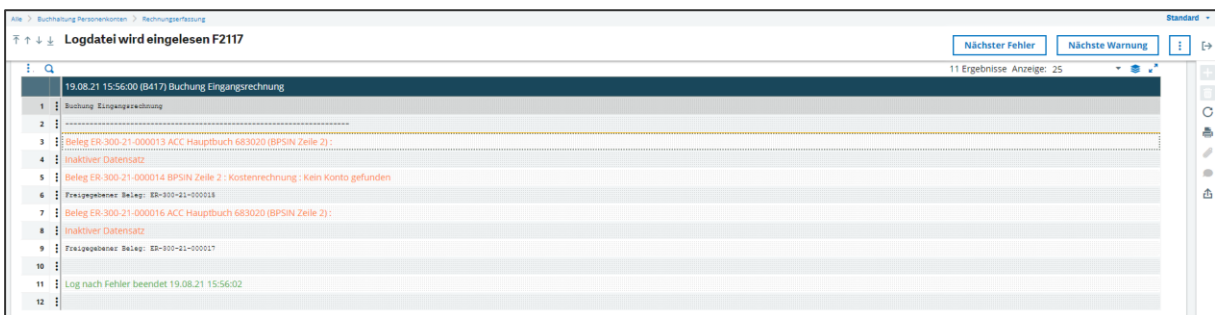 Alle > Buchhaltung Personenkonten > Rechnungserfassung
Standard
Logdatei wird eingelesen F2117
Nächster Fehler
Nächste Warnung
11 Ergebnisse Anzeige: 25
19.08.21 15:56:00 (B417) Buchung Eingangsrechnung
1 Buchung Eingangsrechnung
2 ----------------------------------------------------------------------
3 Beleg ER-300-21-000013 ACC Hauptbuch 683020 (BPSIN Zeile 2) :
4 Inaktiver Datensatz
5 Beleg ER-300-21-000014 BPSIN Zeile 2 : Kostenrechnung : Kein Konto gefunden
6 Freigegebener Beleg: ER-300-21-000015
7 Beleg ER-300-21-000016 ACC Hauptbuch 683020 (BPSIN Zeile 2) :
8 Inaktiver Datensatz
9 Freigegebener Beleg: ER-300-21-000017
10
11 Log nach Fehler beendet 19.08.21 15:56:02
12